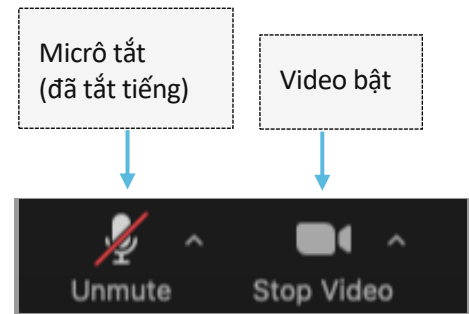 Micrô tắt
(đã tắt tiếng)
Video bật
Unmute
Stop Video